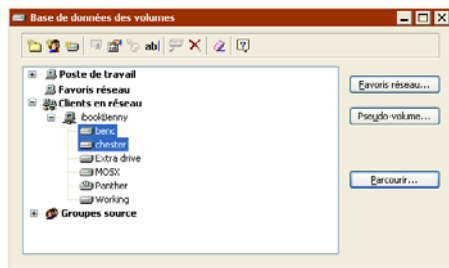 Base de données des volumes
ab|
Poste de travail
Favoris réseau
Clients en réseau
ibookBenny
benc
chester
Extra drive
MOSX
Panther
Working
Groupes source
Favoris réseau...
Pseudo-volume...
Parcourir...